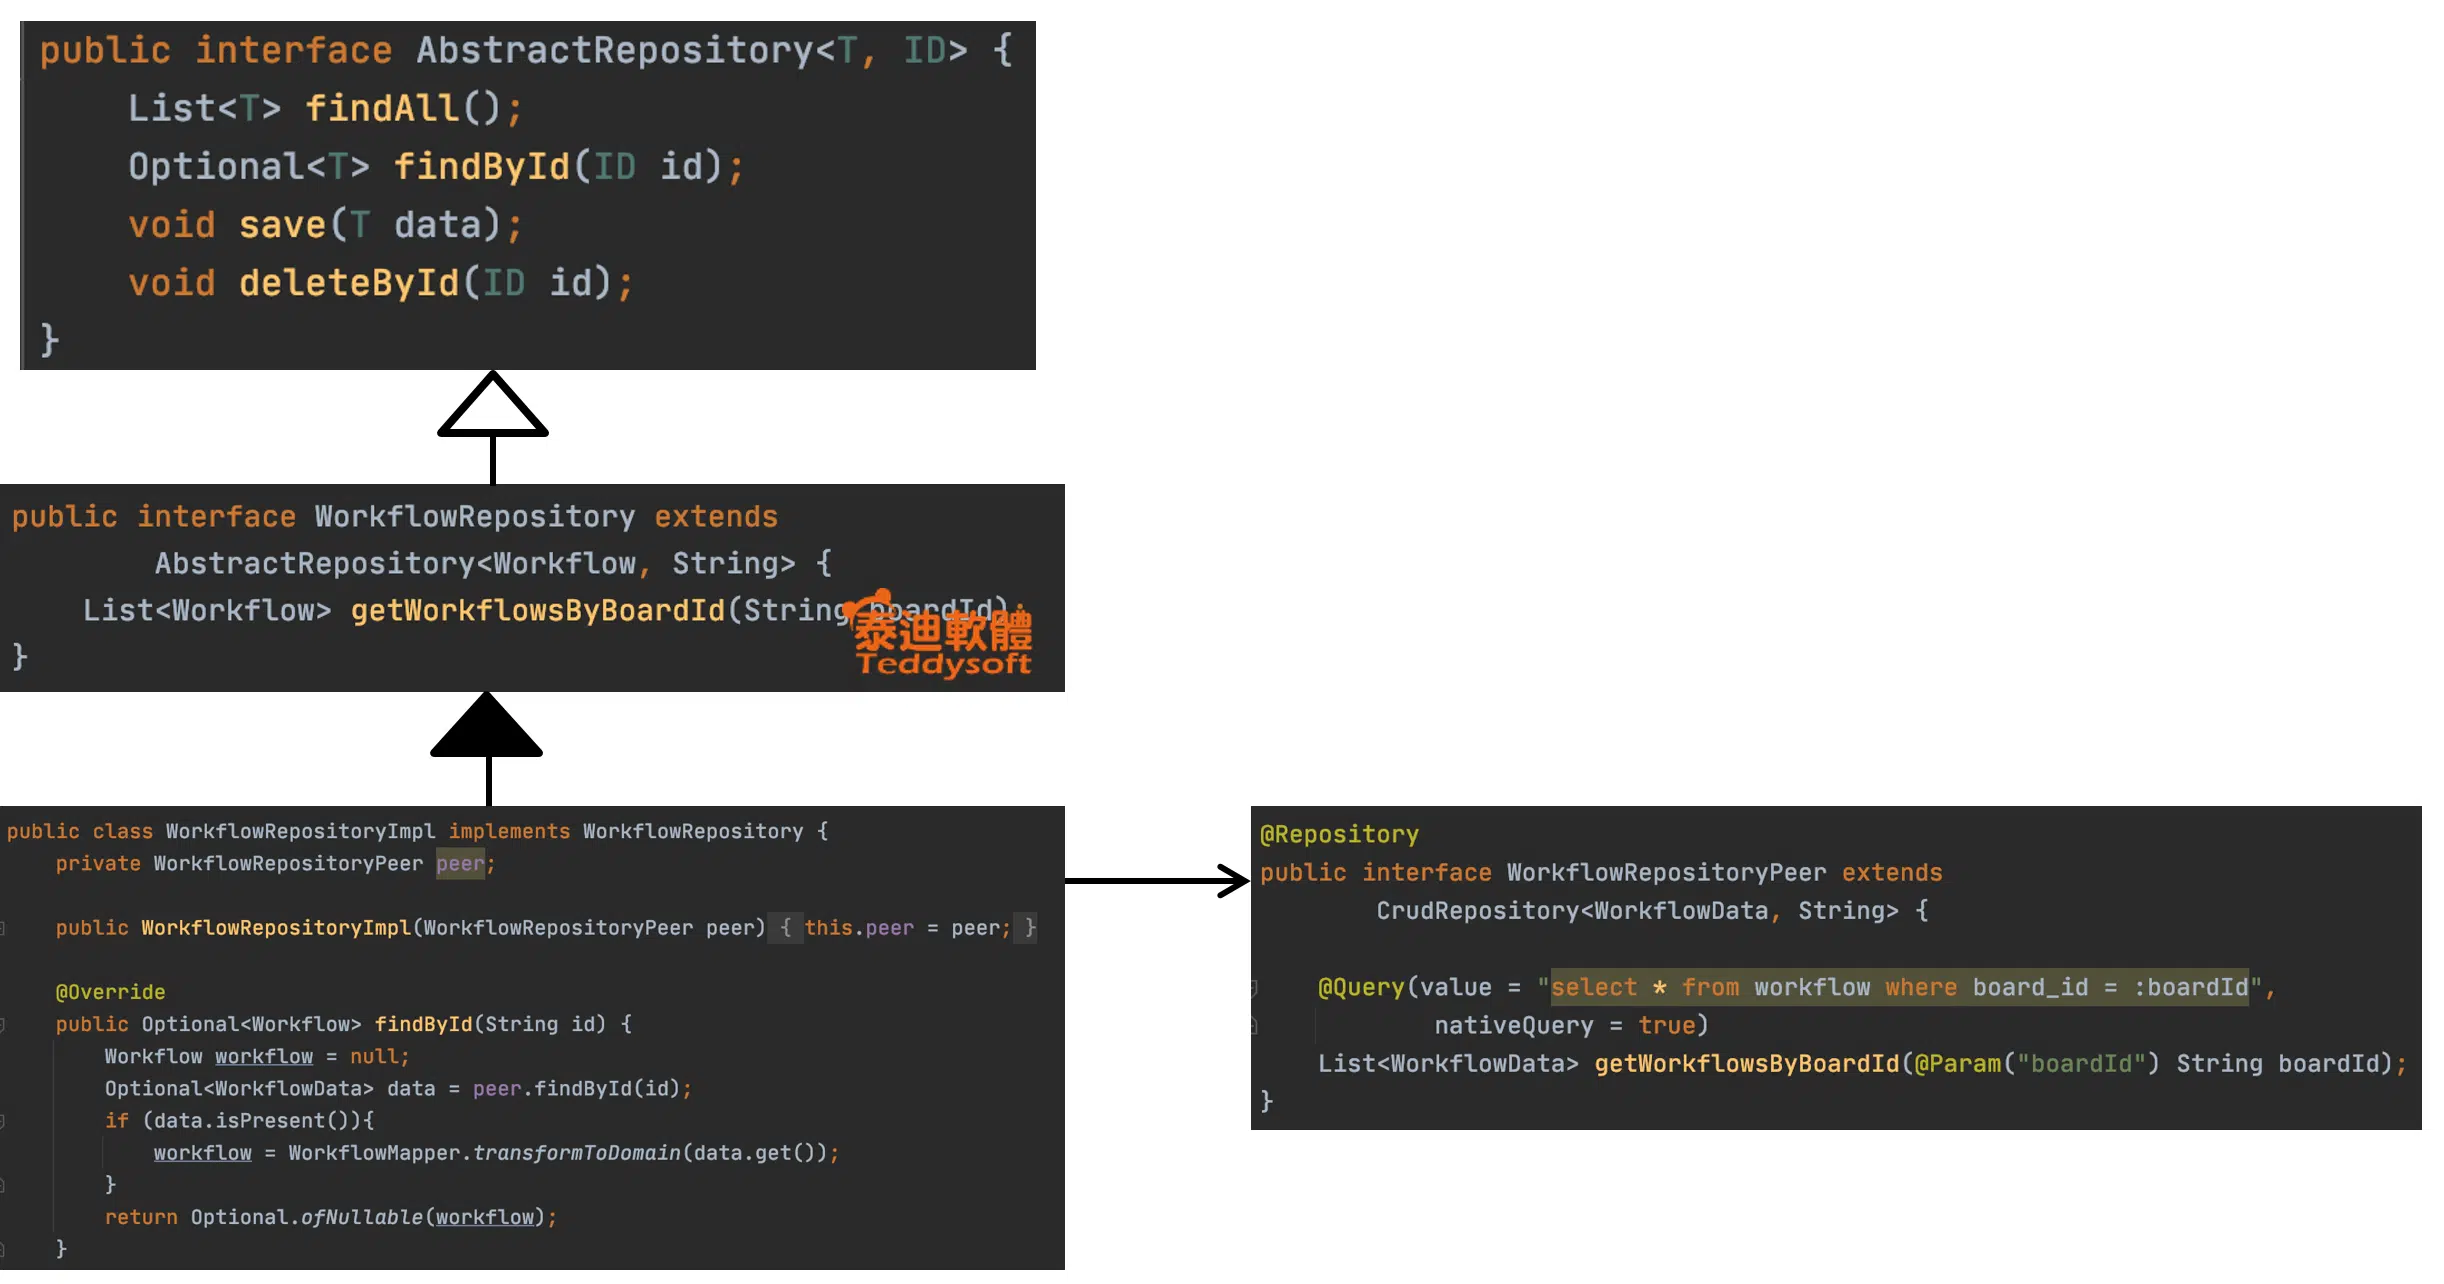 public interface AbstractRepository<T, ID> {
List<T> findAll();
Optional<T> findById(ID id);
void save(T data);
void deleteById(ID id);
}
public interface WorkflowRepository extends
AbstractRepository<Workflow, String> {
List<Workflow> getWorkflowsByBoardId(String boardId);
}
泰迪軟體
Teddysoft
public class WorkflowRepositoryImpl implements WorkflowRepository {
private WorkflowRepositoryPeer peer;
public WorkflowRepositoryImpl(WorkflowRepositoryPeer peer) { this.peer = peer; }
@Override
public Optional<Workflow> findById(String id) {
Workflow workflow = null;
Optional<WorkflowData> data = peer.findById(id);
if (data.isPresent()){
workflow = WorkflowMapper.transformToDomain(data.get());
}
return Optional.ofNullable(workflow);
}
@Repository
public interface WorkflowRepositoryPeer extends
CrudRepository<WorkflowData, String> {
@Query(value = "select * from workflow where board_id = :boardId",
nativeQuery = true)
List<WorkflowData> getWorkflowsByBoardId(@Param("boardId") String boardId);
}